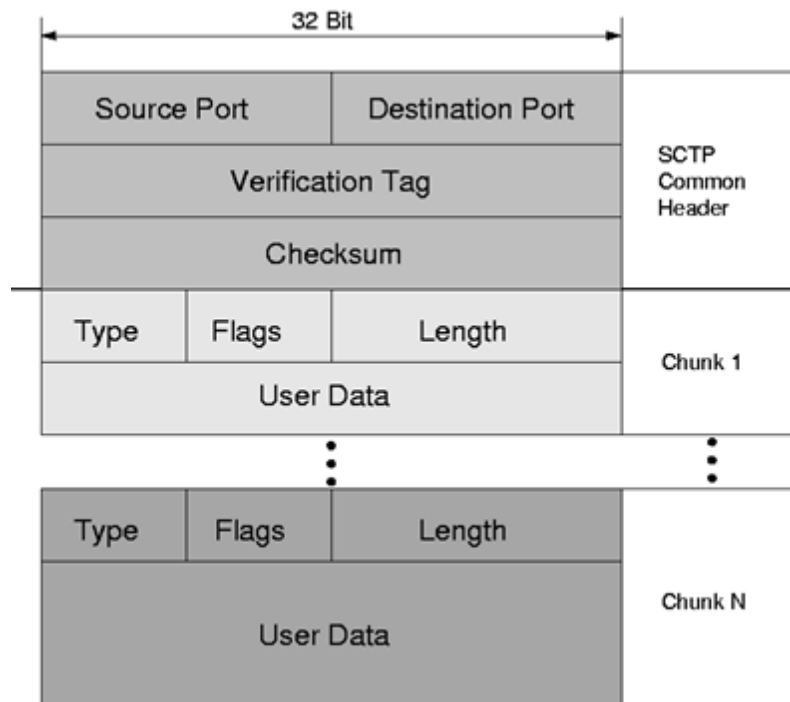 32 Bit
Source Port
Destination Port
SCTP
Common
Header
Verification Tag
Checksum
Type
Flags
Length
Chunk 1
User Data
Type
Flags
Length
Chunk N
User Data